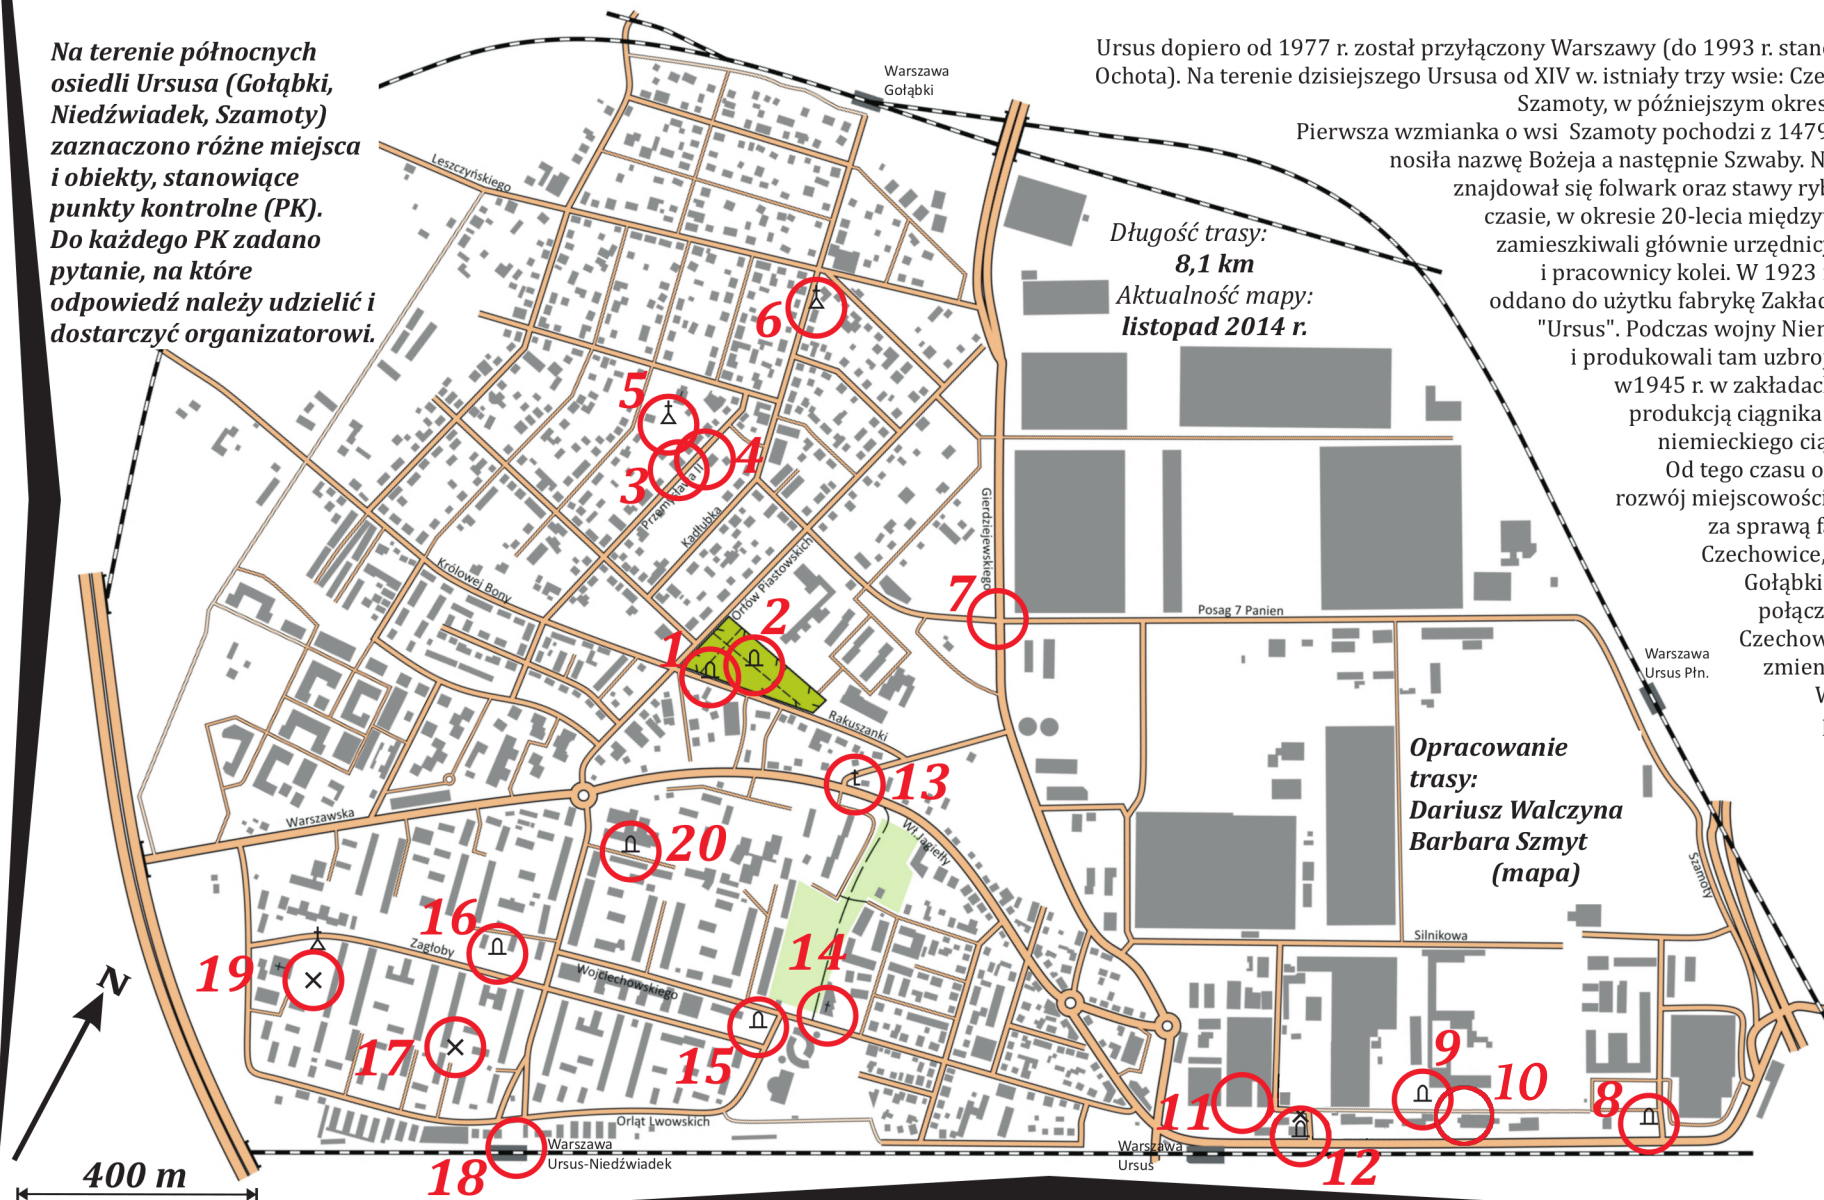 Na terenie północnych
osiedli Ursusa (Gołąbki,
Niedźwiadek, Szamoty)
zaznaczono różne miejsca
i obiekty, stanowiące
punkty kontrolne (PK).
Do każdego PK zadano
pytanie, na które
odpowiedź należy udzielić i
dostarczyć organizatorowi.
Ursus dopiero od 1977 r. został przyłączony Warszawy (do 1993 r. stano
Ochota). Na terenie dzisiejszego Ursusa od XIV w. istniały trzy wsie: Cze
Szamoty, w późniejszym okres
Pierwsza wzmianka o wsi Szamoty pochodzi z 1479
nosiła nazwę Bożeja a następnie Szwaby. N
znajdował się folwark oraz stawy ryb
czasie, w okresie 20-lecia między
zamieszkiwali głównie urzędnic
i pracownicy kolei. W 1923
oddano do użytku fabrykę Zakład
"Ursus". Podczas wojny Niem
i produkowali tam uzbro
w1945 r. w zakładac
produkcją ciągnika
niemieckiego cią
Od tego czasu o
rozwój miejscowości
za sprawą f
Czechowice,
Gołąbki
połącz
Czechow
zmien
W
Warszawa
Gołąbki
Leszczyńskiego
Długość trasy:
8,1 km
Aktualność mapy:
listopad 2014 r.
6
5
4
3
Przemysława II
Kadłubka
Gierdziejewskiego
Orłów Piastowskich
Królowej Bony
7
2
1
Posag 7 Panien
Warszawa
Ursus Płn.
Rakuszanki
Opracowanie
trasy:
Dariusz Walczyna
Barbara Szmyt
(mapa)
13
Warszawska
20
Wł. Jagiełły
Szamoty
16
Zagłoby
14
Silnikowa
19
Wojciechowskiego
N
17
15
9
10
11
8
Orląt Lwowskich
18
Warszawa
Ursus-Niedźwiadek
Warszawa
Ursus
12
400 m